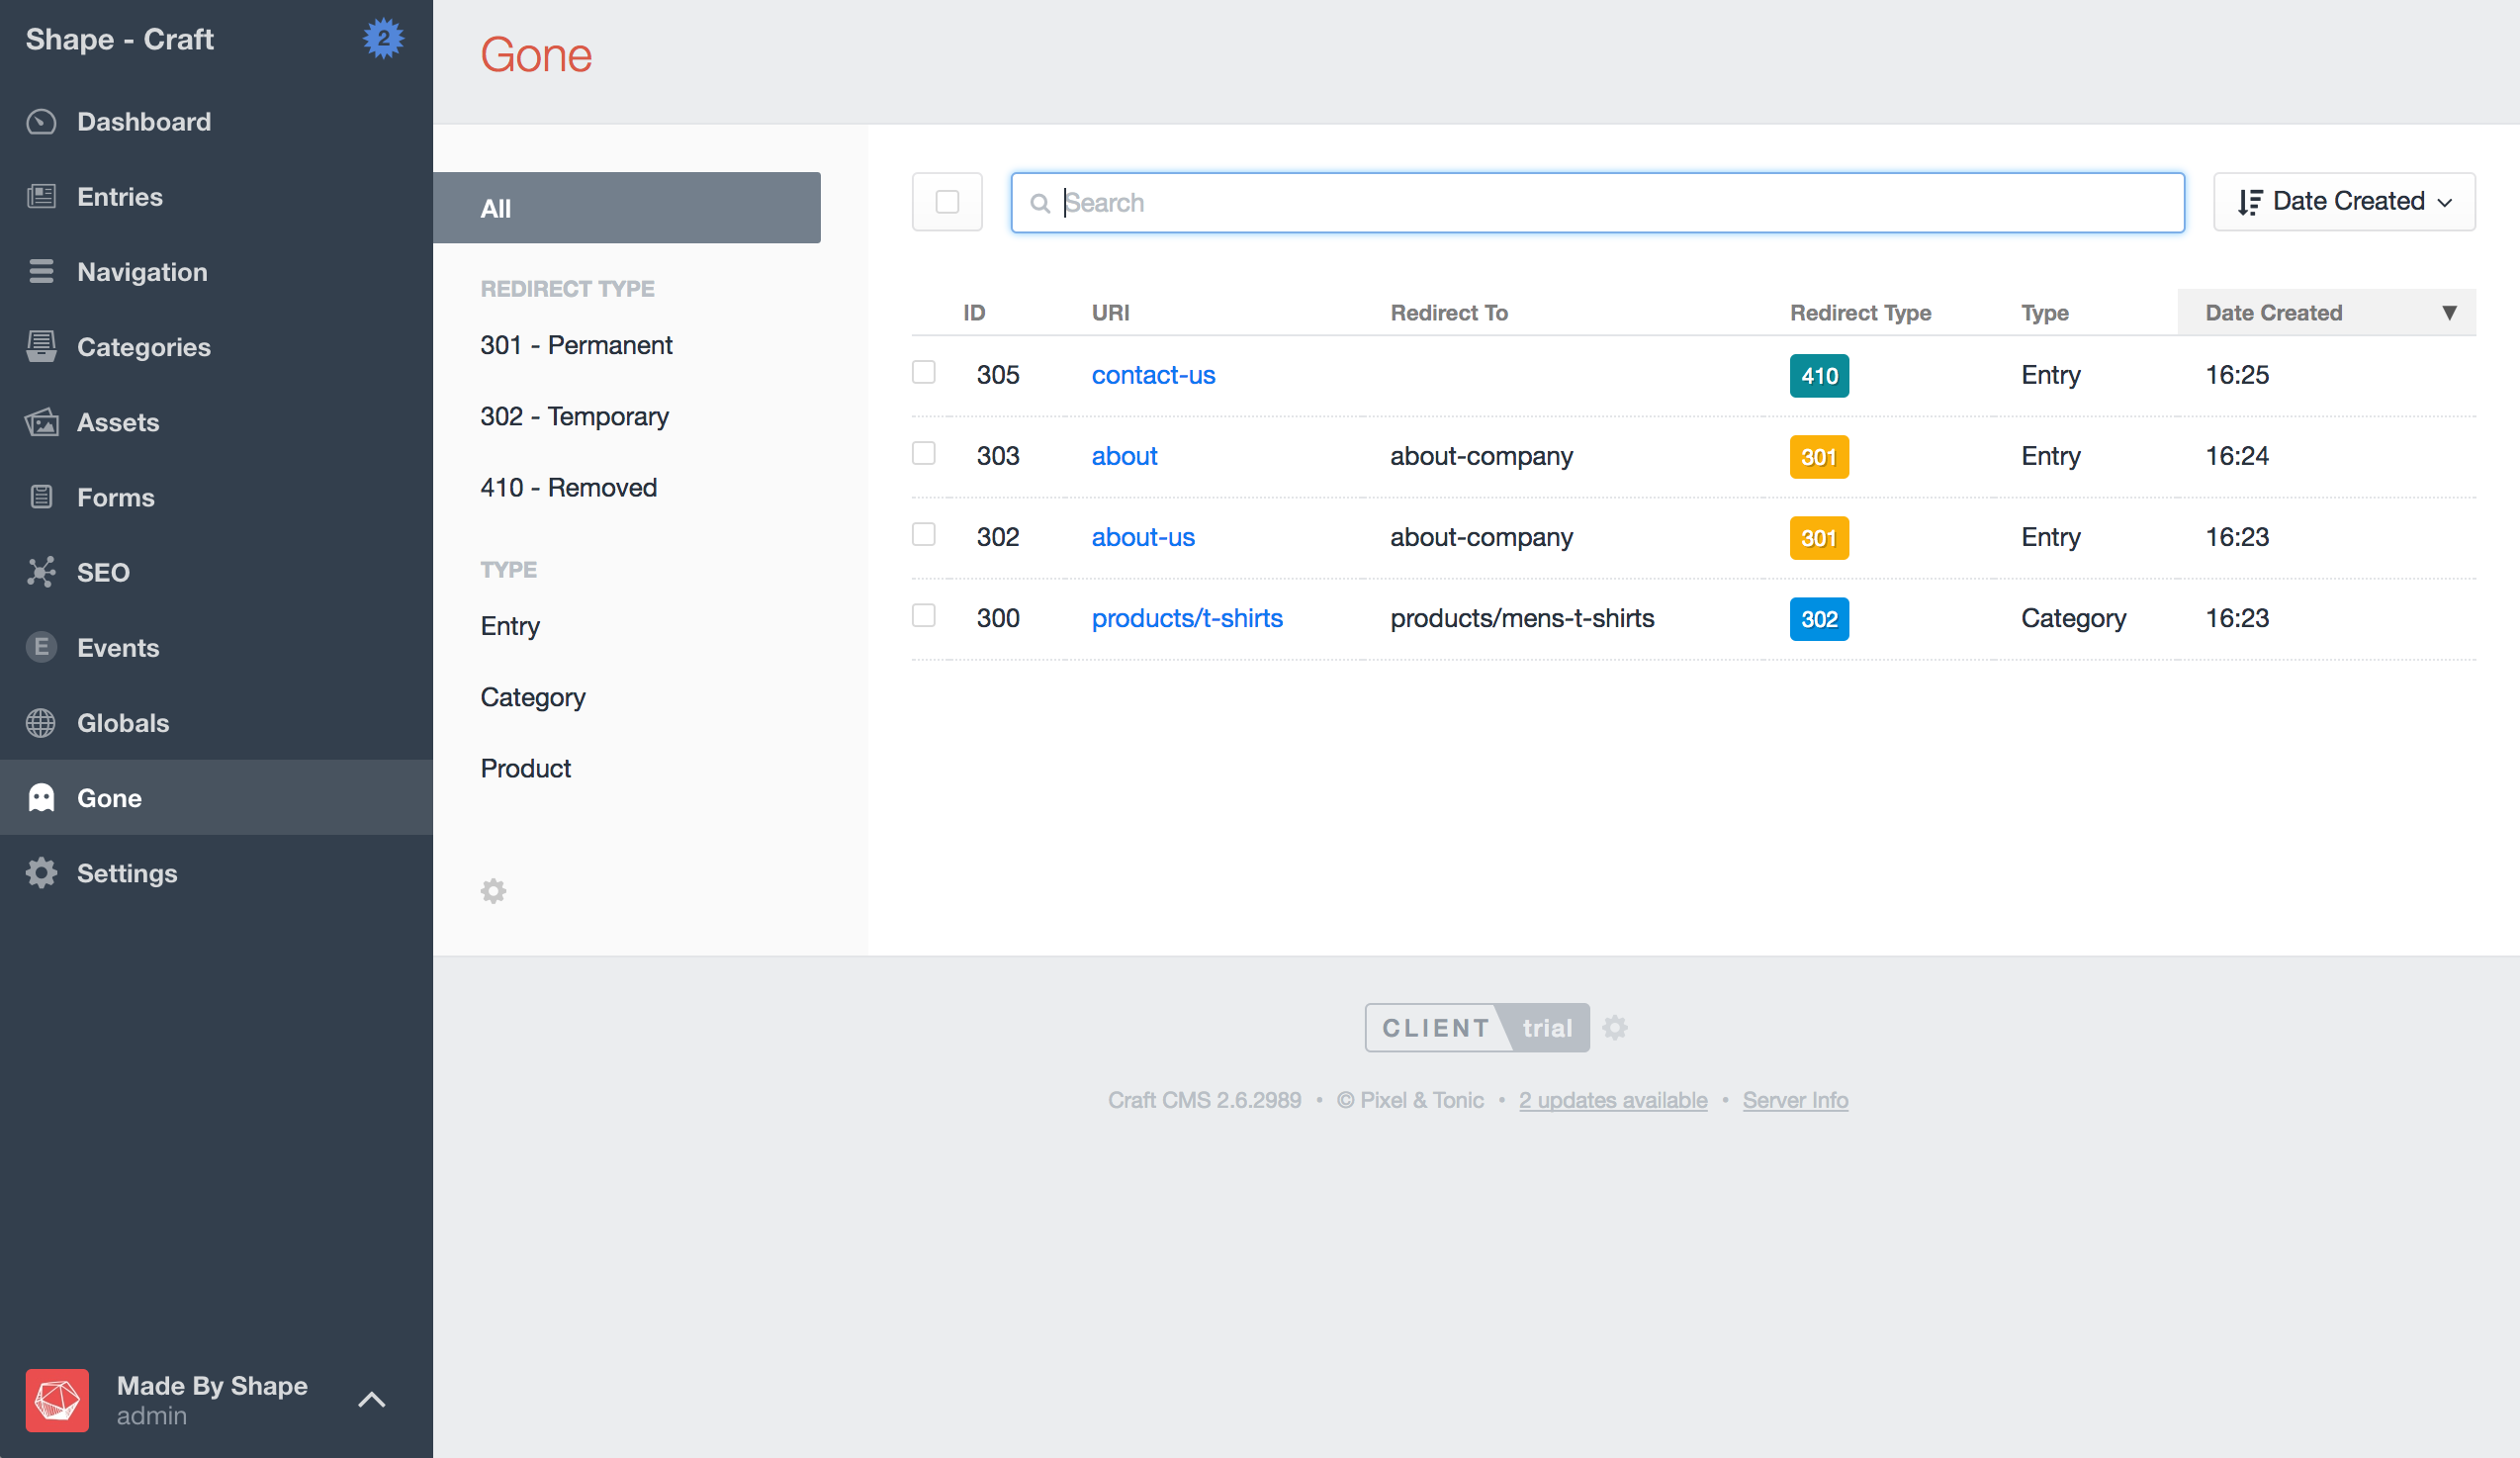 Shape - Craft
2
Dashboard
Entries
Navigation
Categories
Assets
Forms
SEO
E Events
Globals
Gone
Settings
Made By Shape
admin
Gone
All
REDIRECT TYPE
301 - Permanent
302 - Temporary
410 - Removed
TYPE
Entry
Category
Product
Search
Date Created
ID URI Redirect To Redirect Type Type Date Created ▼
305 contact-us 410 Entry 16:25
303 about about-company 301 Entry 16:24
302 about-us about-company 301 Entry 16:23
300 products/t-shirts products/mens-t-shirts 302 Category 16:23
CLIENT trial
Craft CMS 2.6.2989 • © Pixel & Tonic • 2 updates available • Server Info